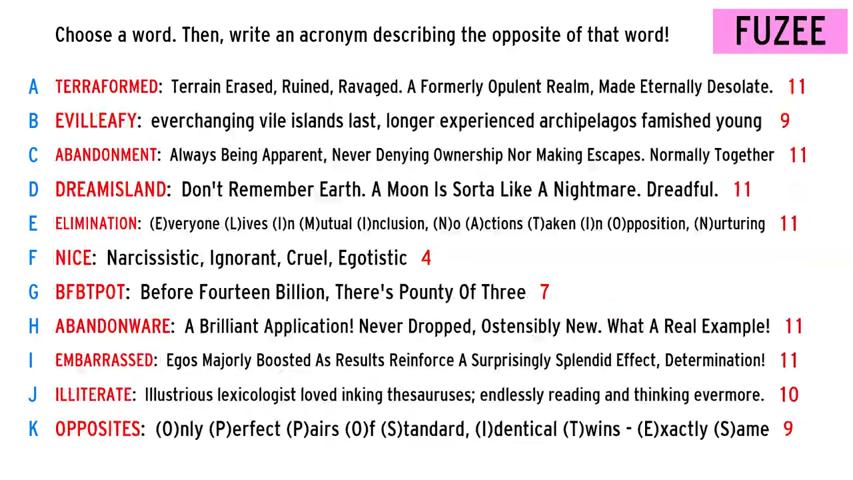 Choose a word. Then, write an acronym describing the opposite of that word!
FUZEE
A TERRAFORMED: Terrain Erased, Ruined, Ravaged. A Formerly Opulent Realm, Made Eternally Desolate. 11
B EVILLEAFY: everchanging vile islands last, longer experienced archipelagos famished young 9
C ABANDONMENT: Always Being Apparent, Never Denying Ownership Nor Making Escapes. Normally Together 11
D DREAMISLAND: Don't Remember Earth. A Moon Is Sorta Like A Nightmare. Dreadful. 11
E ELIMINATION: (E)veryone (L)ives (I)n (M)utual (I)nclusion, (N)o (A)ctions (T)aken (I)n (O)pposition, (N)urturing 11
F NICE: Narcissistic, Ignorant, Cruel, Egotistic 4
G BFBTPOT: Before Fourteen Billion, There's Pounty Of Three 7
H ABANDONWARE: A Brilliant Application! Never Dropped, Ostensibly New. What A Real Example! 11
I EMBARRASSED: Egos Majorly Boosted As Results Reinforce A Surprisingly Splendid Effect, Determination! 11
J ILLITERATE: Illustrious lexicologist loved inking thesauruses; endlessly reading and thinking evermore. 10
K OPPOSITES: (O)nly (P)erfect (P)airs (O)f (S)tandard, (I)dentical (T)wins - (E)xactly (S)ame 9